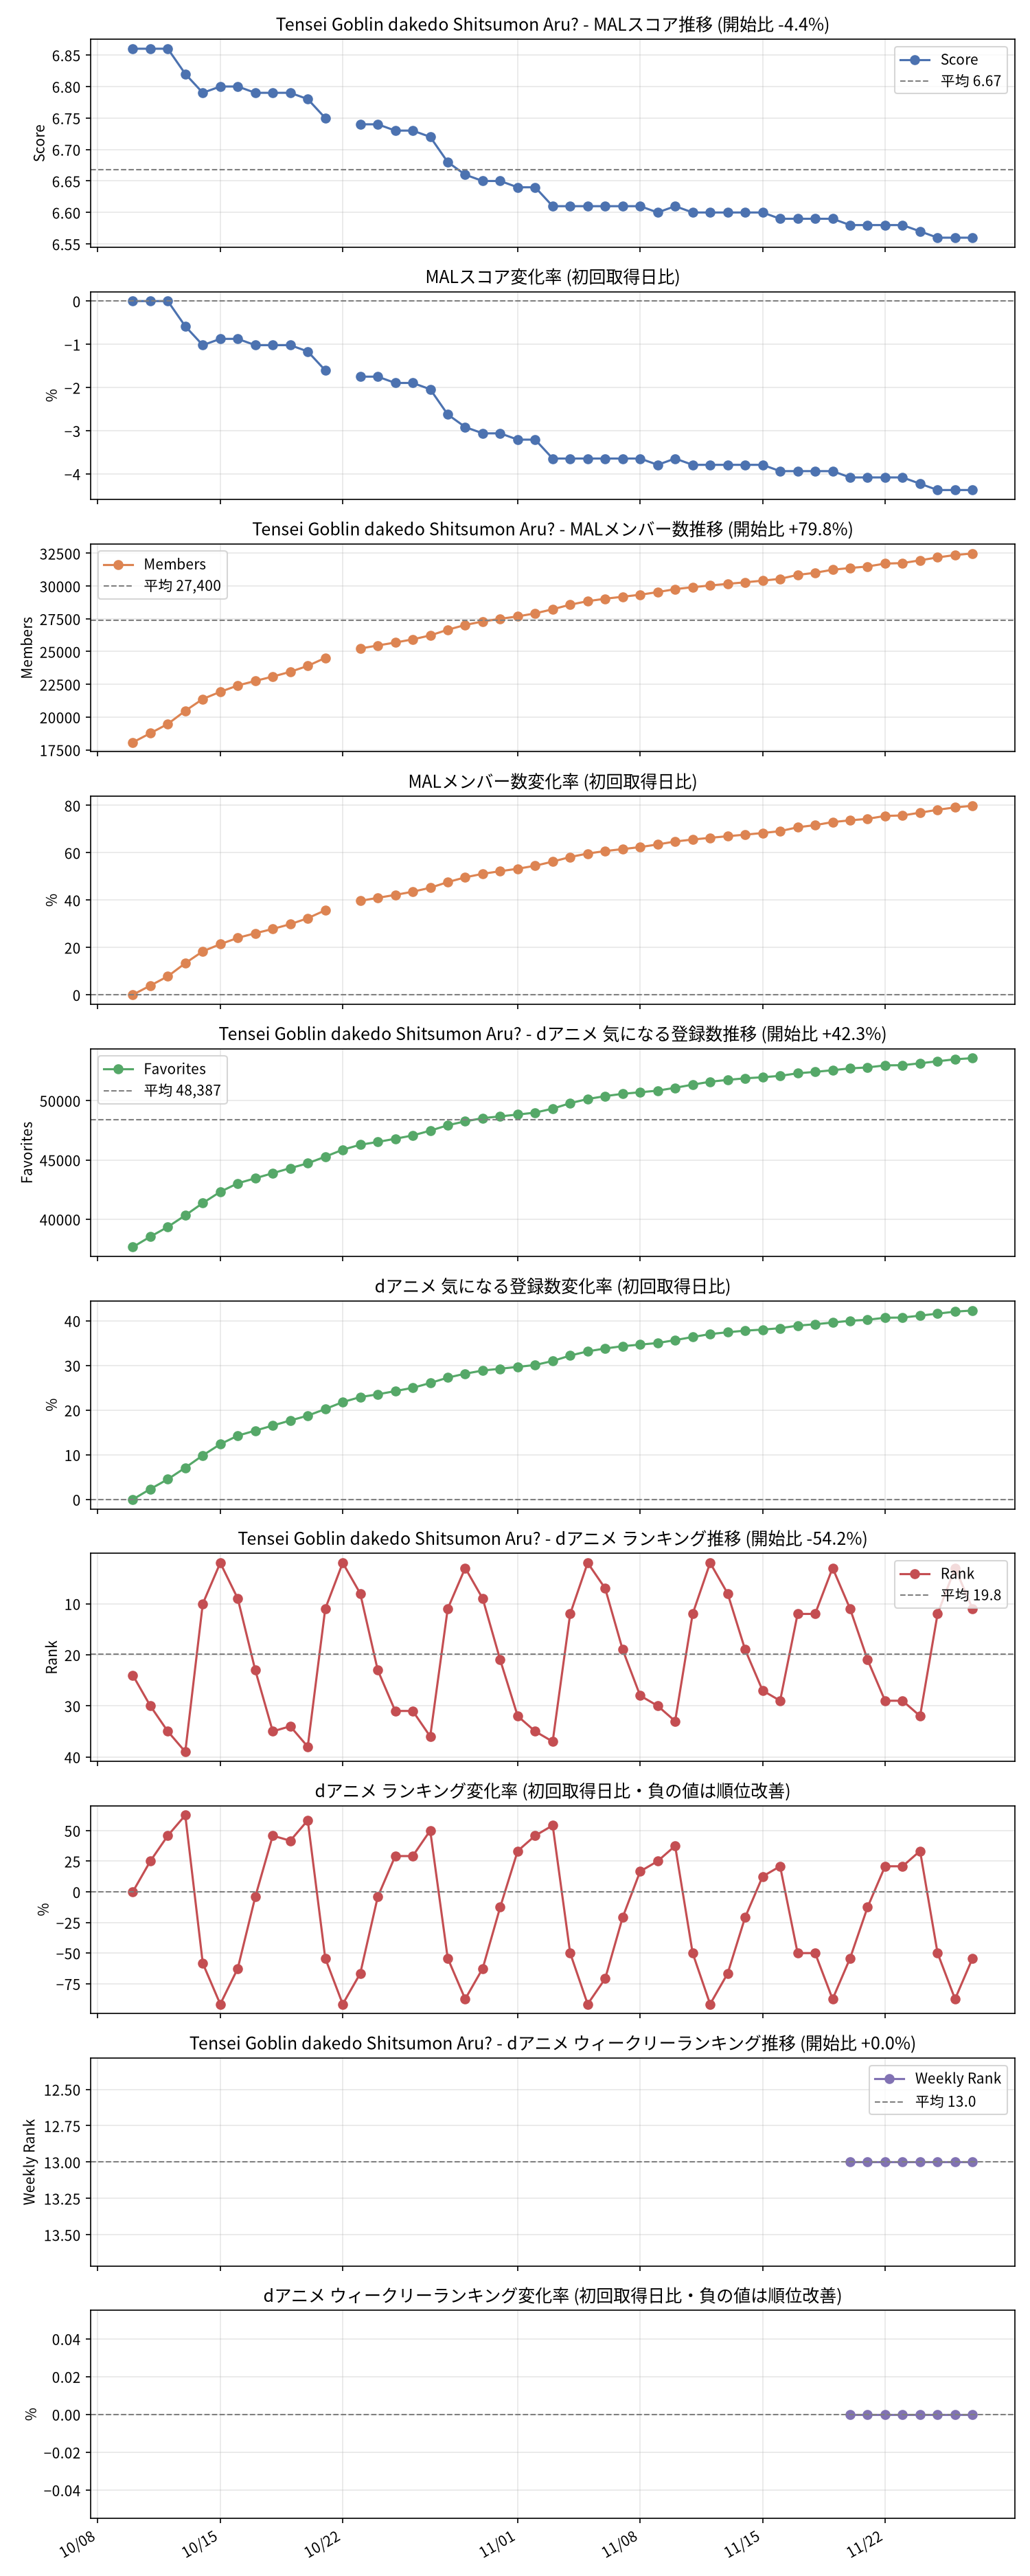 Tensei Goblin dakedo Shitsumon Aru? - MALスコア推移 (開始比 -4.4%)
6.85
6.80
6.75
6.70
6.65
6.60
6.55
Score
Score
平均 6.67
MALスコア変化率 (初回取得日比)
0
−1
−2
−3
−4
%
Tensei Goblin dakedo Shitsumon Aru? - MALメンバー数推移 (開始比 +79.8%)
32500
30000
27500
25000
22500
20000
17500
Members
Members
平均 27,400
MALメンバー数変化率 (初回取得日比)
80
60
40
20
0
%
Tensei Goblin dakedo Shitsumon Aru? - dアニメ 気になる登録数推移 (開始比 +42.3%)
50000
45000
40000
Favorites
Favorites
平均 48,387
dアニメ 気になる登録数変化率 (初回取得日比)
40
30
20
10
0
%
Tensei Goblin dakedo Shitsumon Aru? - dアニメ ランキング推移 (開始比 -54.2%)
10
20
30
40
Rank
Rank
平均 19.8
dアニメ ランキング変化率 (初回取得日比・負の値は順位改善)
50
25
0
−25
−50
−75
%
Tensei Goblin dakedo Shitsumon Aru? - dアニメ ウィークリーランキング推移 (開始比 +0.0%)
12.50
12.75
13.00
13.25
13.50
Weekly Rank
Weekly Rank
平均 13.0
dアニメ ウィークリーランキング変化率 (初回取得日比・負の値は順位改善)
0.04
0.02
0.00
−0.02
−0.04
%
10/08
10/15
10/22
11/01
11/08
11/15
11/22